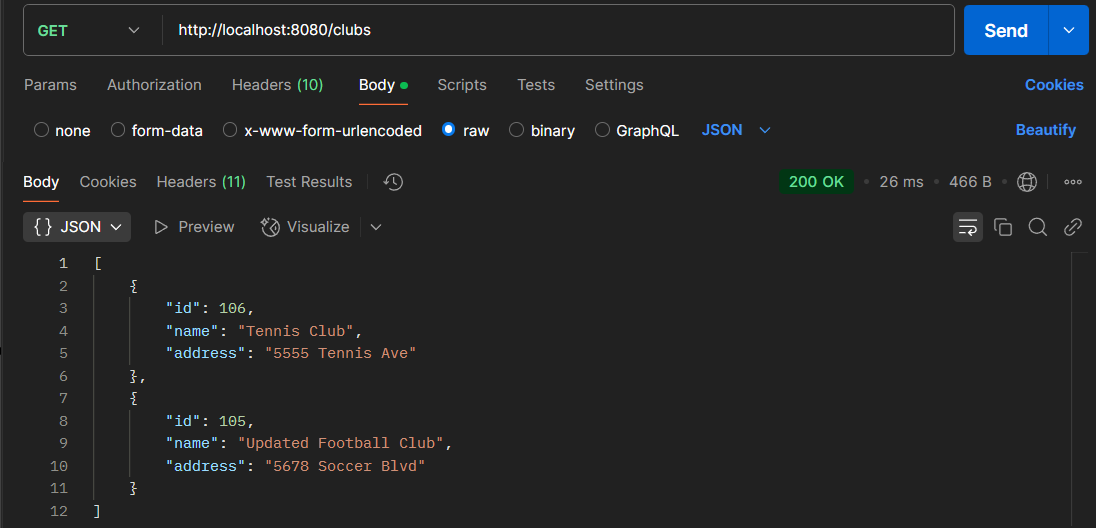 GET http://localhost:8080/clubs Send
Params Authorization Headers (10) Body Scripts Tests Settings Cookies
none form-data x-www-form-urlencoded raw binary GraphQL JSON Beautify
Body Cookies Headers (11) Test Results 200 OK 26 ms 466 B
{} JSON Preview Visualize
1 [
2 {
3 "id": 106,
4 "name": "Tennis Club",
5 "address": "5555 Tennis Ave"
6 },
7 {
8 "id": 105,
9 "name": "Updated Football Club",
10 "address": "5678 Soccer Blvd"
11 }
12 ]